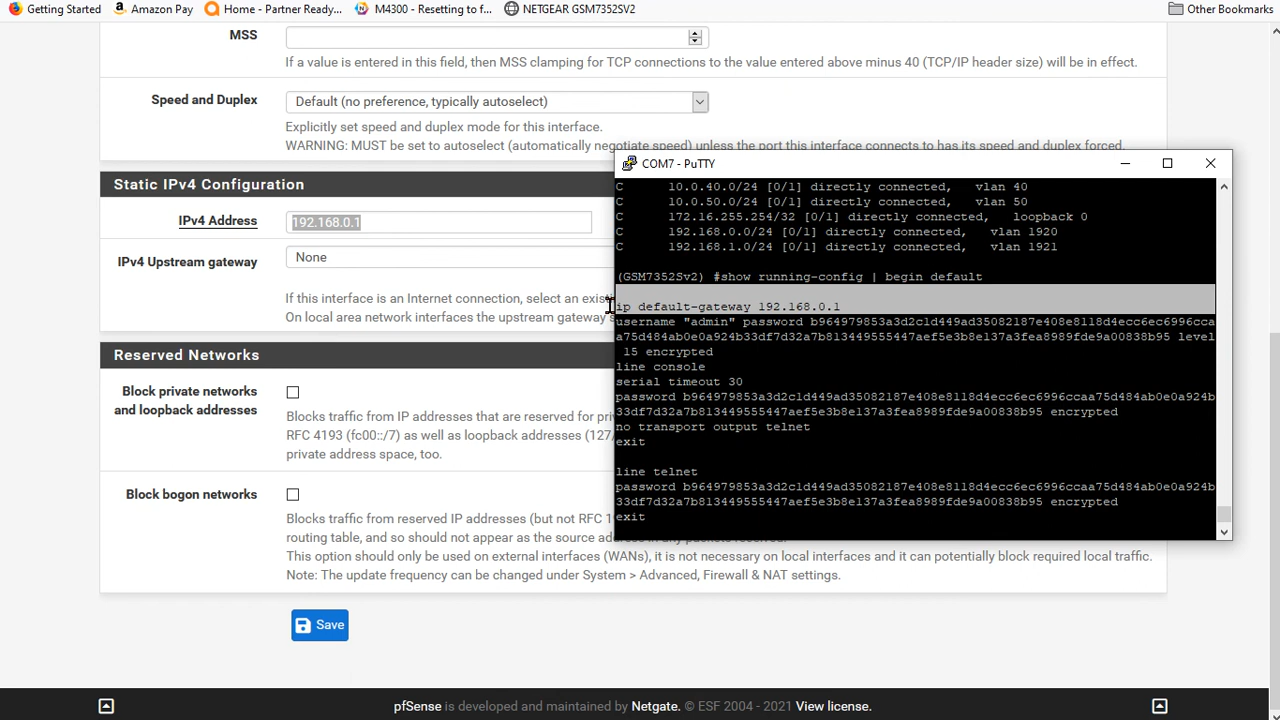 Getting Started
Amazon Pay
Home - Partner Ready...
M4300 - Resetting to f...
NETGEAR GSM7352SV2
Other Bookmarks
MSS
If a value is entered in this field, then MSS clamping for TCP connections to the value entered above minus 40 (TCP/IP header size) will be in effect.
Speed and Duplex
Default (no preference, typically autoselect)
Explicitly set speed and duplex mode for this interface.
WARNING: MUST be set to autoselect (automatically negotiate speed) unless the port this interface connects to has its speed and duplex forced.
Static IPv4 Configuration
IPv4 Address
192.168.0.1
IPv4 Upstream gateway
None
If this interface is an Internet connection, select an existi
On local area network interfaces the upstream gateway s
Reserved Networks
Block private networks
and loopback addresses
Blocks traffic from IP addresses that are reserved for pri
RFC 4193 (fc00::/7) as well as loopback addresses (127/
private address space, too.
Block bogon networks
Blocks traffic from reserved IP addresses (but not RFC 1
routing table, and so should not appear as the source ad
This option should only be used on external interfaces (WANs), it is not necessary on local interfaces and it can potentially block required local traffic.
Note: The update frequency can be changed under System > Advanced, Firewall & NAT settings.
Save
pfSense is developed and maintained by Netgate. © ESF 2004 - 2021 View license.
COM7 - PuTTY
C 10.0.40.0/24 [0/1] directly connected, vlan 40
C 10.0.50.0/24 [0/1] directly connected, vlan 50
C 172.16.255.254/32 [0/1] directly connected, loopback 0
C 192.168.0.0/24 [0/1] directly connected, vlan 1920
C 192.168.1.0/24 [0/1] directly connected, vlan 1921
(GSM7352Sv2) #show running-config | begin default
ip default-gateway 192.168.0.1
username "admin" password b964979853a3d2c1d449ad35082187e408e8118d4ecc6ec6996cca
a75d484ab0e0a924b33df7d32a7b813449555447aef5e3b8e137a3fea8989fde9a00838b95 level
15 encrypted
line console
serial timeout 30
password b964979853a3d2c1d449ad35082187e408e8118d4ecc6ec6996ccaa75d484ab0e0a924b
33df7d32a7b813449555447aef5e3b8e137a3fea8989fde9a00838b95 encrypted
no transport output telnet
exit
line telnet
password b964979853a3d2c1d449ad35082187e408e8118d4ecc6ec6996ccaa75d484ab0e0a924b
33df7d32a7b813449555447aef5e3b8e137a3fea8989fde9a00838b95 encrypted
exit